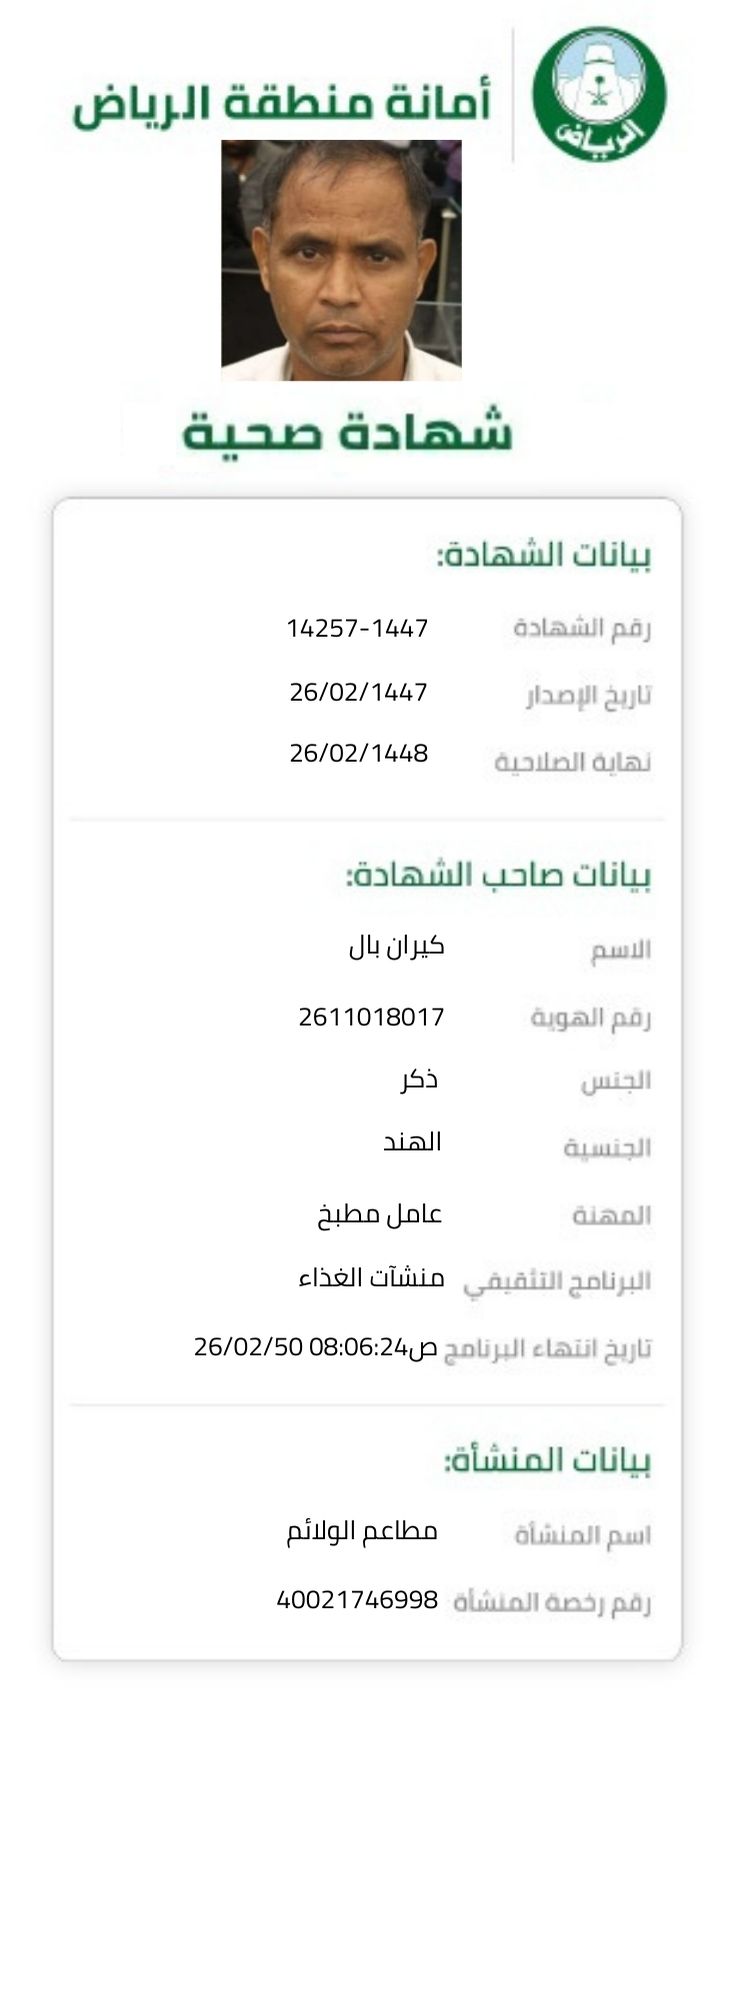 أمانة منطقة الرياض
الرياض
شهادة صحية
بيانات الشهادة:
رقم الشهادة 14257-1447
تاريخ الإصدار 26/02/1447
نهاية الصلاحية 26/02/1448
بيانات صاحب الشهادة:
الاسم كيران بال
رقم الهوية 2611018017
الجنس ذكر
الجنسية الهند
المهنة عامل مطبخ
البرنامج التثقيفي منشآت الغذاء
تاريخ انتهاء البرنامج ص08:06:24 26/02/50
بيانات المنشأة:
اسم المنشأة مطاعم الولائم
رقم رخصة المنشأة 40021746998